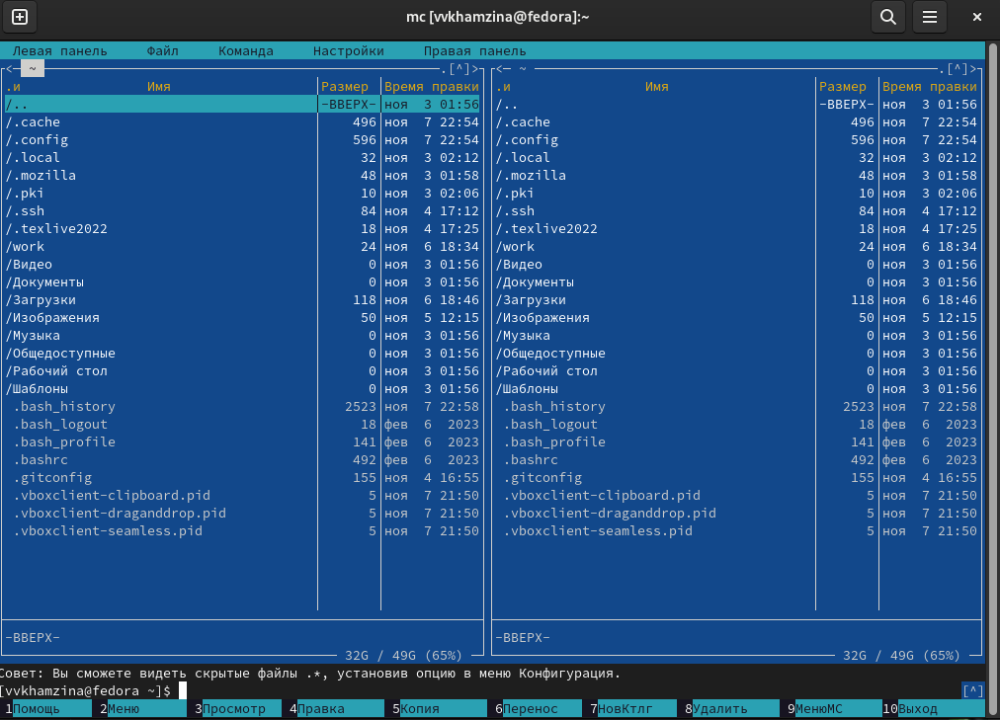 mc [vvkhamzina@fedora]:~
Левая панель Файл Команда Настройки Правая панель
<─ ~ ─.[^]>┐ <─ ~ ─.[^]>┐
.и Имя Размер Время правки .и Имя Размер Время правки
/.. -ВВЕРХ- ноя 3 01:56 /.. -ВВЕРХ- ноя 3 01:56
/.cache 496 ноя 7 22:54 /.cache 496 ноя 7 22:54
/.config 596 ноя 7 22:54 /.config 596 ноя 7 22:54
/.local 32 ноя 3 02:12 /.local 32 ноя 3 02:12
/.mozilla 48 ноя 3 01:58 /.mozilla 48 ноя 3 01:58
/.pki 10 ноя 3 02:06 /.pki 10 ноя 3 02:06
/.ssh 84 ноя 4 17:12 /.ssh 84 ноя 4 17:12
/.texlive2022 18 ноя 4 17:25 /.texlive2022 18 ноя 4 17:25
/work 24 ноя 6 18:34 /work 24 ноя 6 18:34
/Видео 0 ноя 3 01:56 /Видео 0 ноя 3 01:56
/Документы 0 ноя 3 01:56 /Документы 0 ноя 3 01:56
/Загрузки 118 ноя 6 18:46 /Загрузки 118 ноя 6 18:46
/Изображения 50 ноя 5 12:15 /Изображения 50 ноя 5 12:15
/Музыка 0 ноя 3 01:56 /Музыка 0 ноя 3 01:56
/Общедоступные 0 ноя 3 01:56 /Общедоступные 0 ноя 3 01:56
/Рабочий стол 0 ноя 3 01:56 /Рабочий стол 0 ноя 3 01:56
/Шаблоны 0 ноя 3 01:56 /Шаблоны 0 ноя 3 01:56
.bash_history 2523 ноя 7 22:58 .bash_history 2523 ноя 7 22:58
.bash_logout 18 фев 6 2023 .bash_logout 18 фев 6 2023
.bash_profile 141 фев 6 2023 .bash_profile 141 фев 6 2023
.bashrc 492 фев 6 2023 .bashrc 492 фев 6 2023
.gitconfig 155 ноя 4 16:55 .gitconfig 155 ноя 4 16:55
.vboxclient-clipboard.pid 5 ноя 7 21:50 .vboxclient-clipboard.pid 5 ноя 7 21:50
.vboxclient-draganddrop.pid 5 ноя 7 21:50 .vboxclient-draganddrop.pid 5 ноя 7 21:50
.vboxclient-seamless.pid 5 ноя 7 21:50 .vboxclient-seamless.pid 5 ноя 7 21:50
-ВВЕРХ- -ВВЕРХ-
32G / 49G (65%) 32G / 49G (65%)
Совет: Вы сможете видеть скрытые файлы .*, установив опцию в меню Конфигурация.
[vvkhamzina@fedora ~]$ [^]
1Помощь 2Меню 3Просмотр 4Правка 5Копия 6Перенос 7НовКтлг 8Удалить 9МенюMC 10Выход